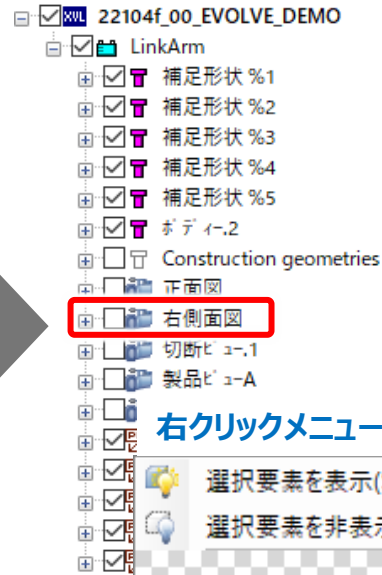 XVL 22104f_00_EVOLVE_DEMO
LinkArm
補足形状 %1
補足形状 %2
補足形状 %3
補足形状 %4
補足形状 %5
ﾎﾞﾃﾞｨｰ.2
Construction geometries
正面図
右側面図
切断ﾋﾞｭｰ.1
製品ﾋﾞｭｰA
右クリックメニュー
選択要素を表示(
選択要素を非表示